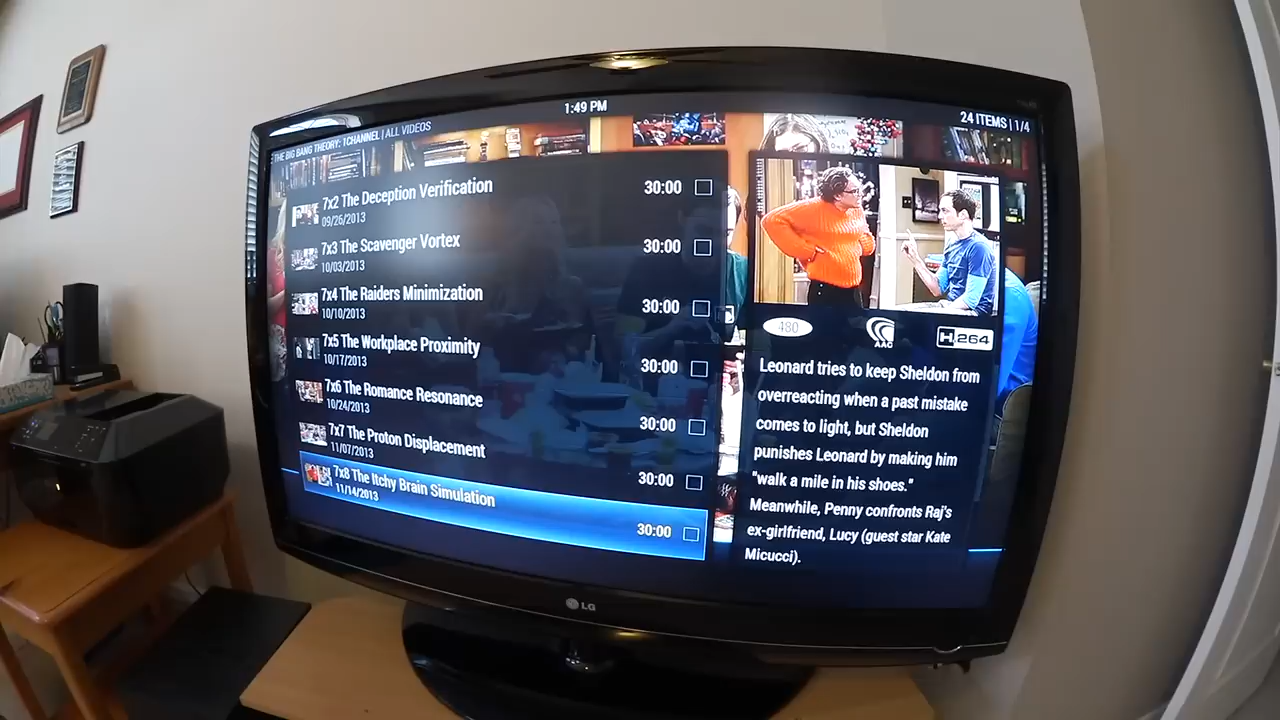 1:49 PM
24 ITEMS | 1/4
THE BIG BANG THEORY: 1CHANNEL | ALL VIDEOS
7x2 The Deception Verification
30:00
09/26/2013
7x3 The Scavenger Vortex
30:00
10/03/2013
7x4 The Raiders Minimization
30:00
10/10/2013
7x5 The Workplace Proximity
30:00
10/17/2013
7x6 The Romance Resonance
30:00
10/24/2013
7x7 The Proton Displacement
30:00
11/07/2013
7x8 The Itchy Brain Simulation
30:00
11/14/2013
480
AAC
H.264
Leonard tries to keep Sheldon from
overreacting when a past mistake
comes to light, but Sheldon
punishes Leonard by making him
"walk a mile in his shoes."
Meanwhile, Penny confronts Raj's
ex-girlfriend, Lucy (guest star Kate
Micucci).
LG